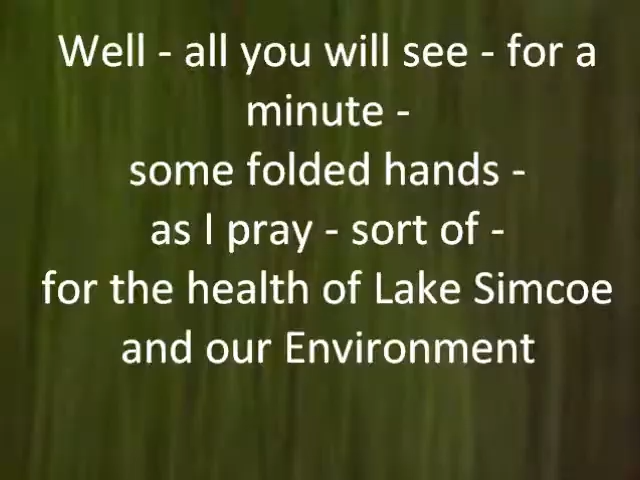 Well - all you will see - for a
minute -
some folded hands -
as I pray - sort of -
for the health of Lake Simcoe
and our Environment